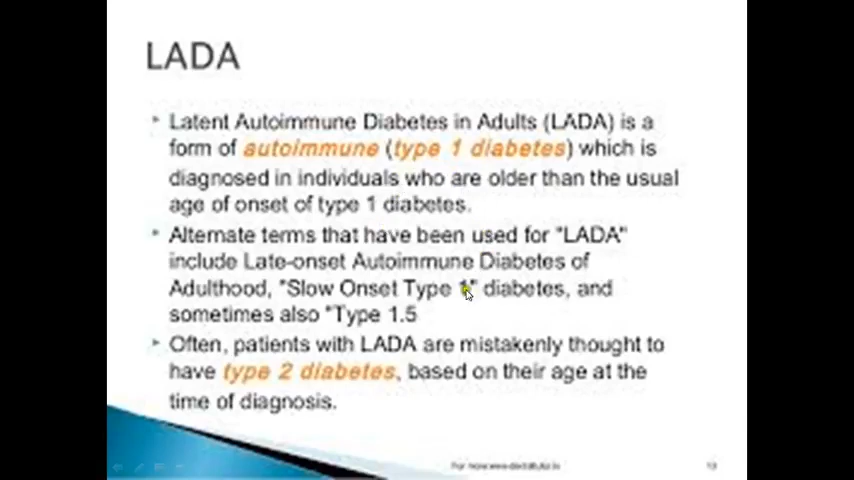 LADA
Latent Autoimmune Diabetes in Adults (LADA) is a
form of autoimmune (type 1 diabetes) which is
diagnosed in individuals who are older than the usual
age of onset of type 1 diabetes.
Alternate terms that have been used for "LADA"
include Late-onset Autoimmune Diabetes of
Adulthood, "Slow Onset Type 1" diabetes, and
sometimes also "Type 1.5
Often, patients with LADA are mistakenly thought to
have type 2 diabetes, based on their age at the
time of diagnosis.
For more